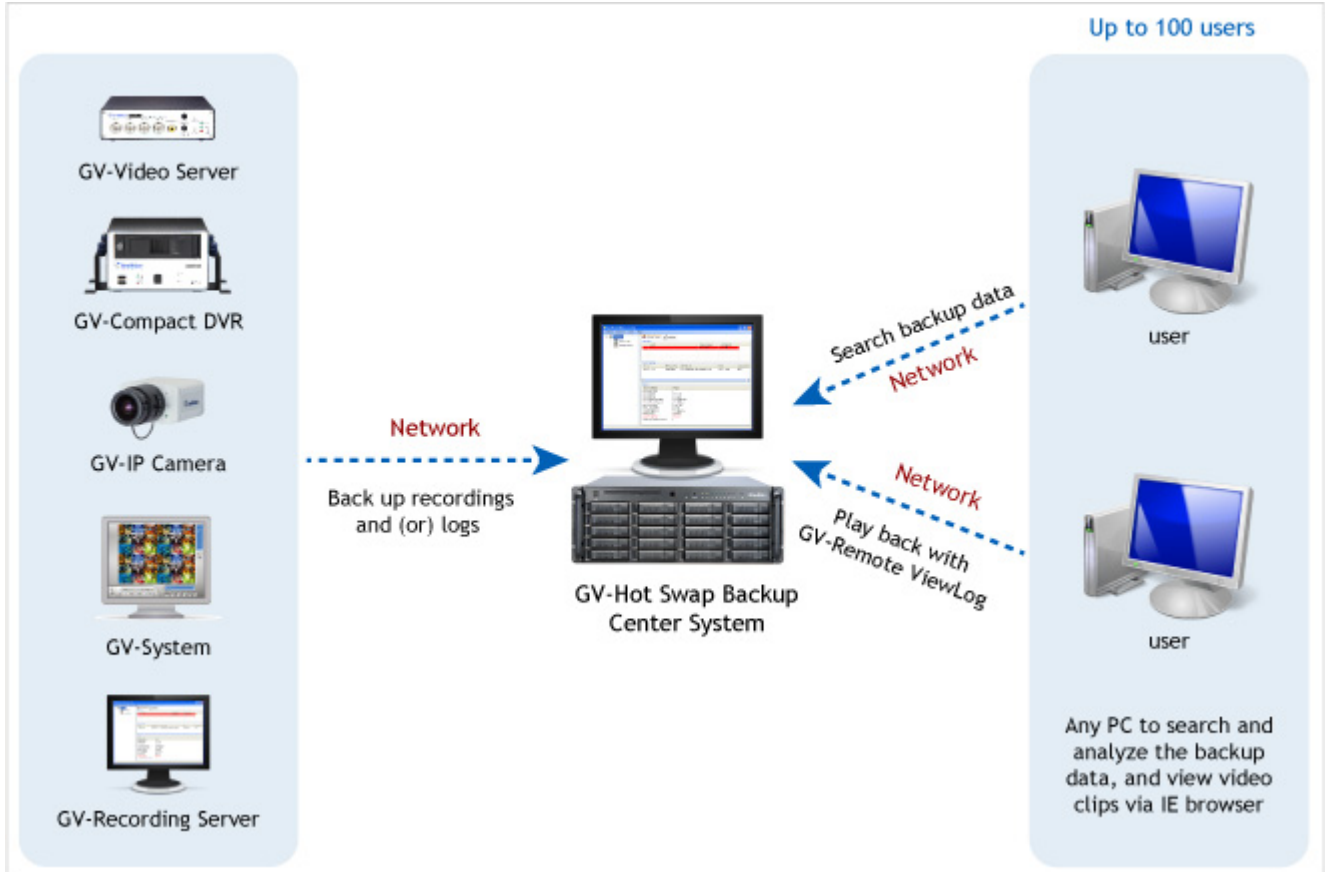 Up to 100 users
GV-Video Server
GV-Compact DVR
GV-IP Camera
GV-System
GV-Recording Server
Network
Back up recordings
and (or) logs
GV-Hot Swap Backup
Center System
Search backup data
Network
Network
Play back with
GV-Remote ViewLog
user
user
Any PC to search and
analyze the backup
data, and view video
clips via IE browser